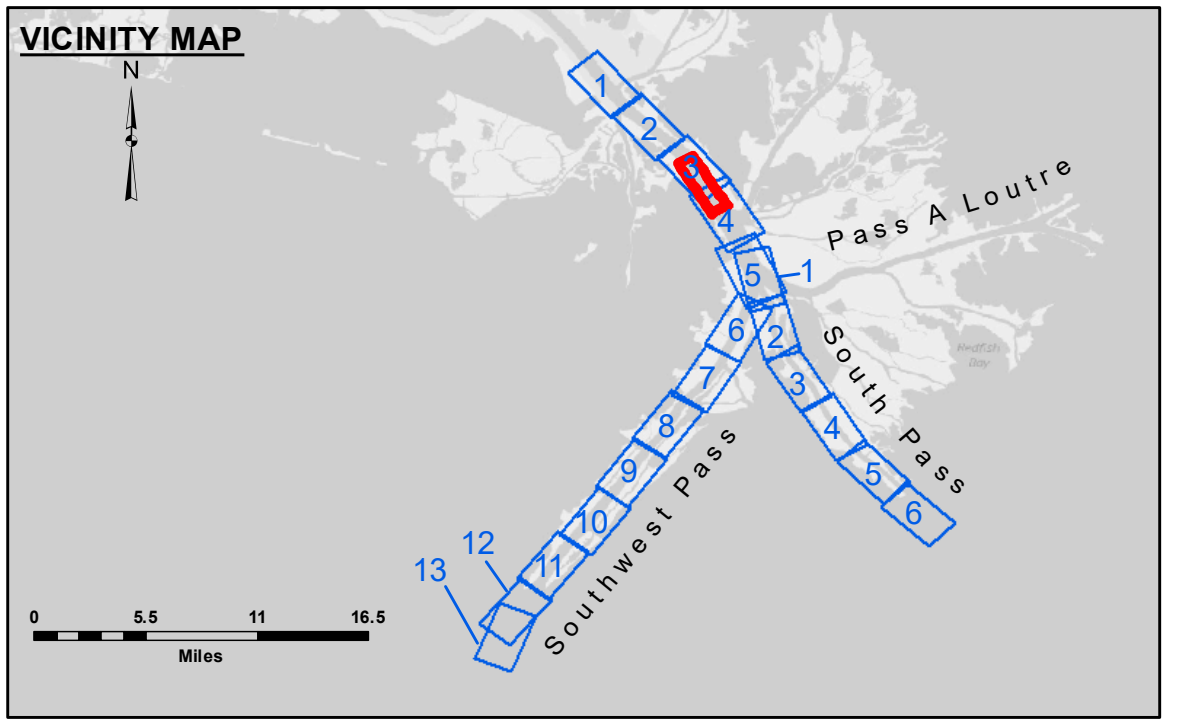 VICINITY MAP
N
1
2
3
4
Pass A Loutre
5
1
6
2
South Pass
Redfish
Bay
7
3
8
4
9
5
10
6
Southwest Pass
12
11
13
0 5.5 11 16.5
Miles